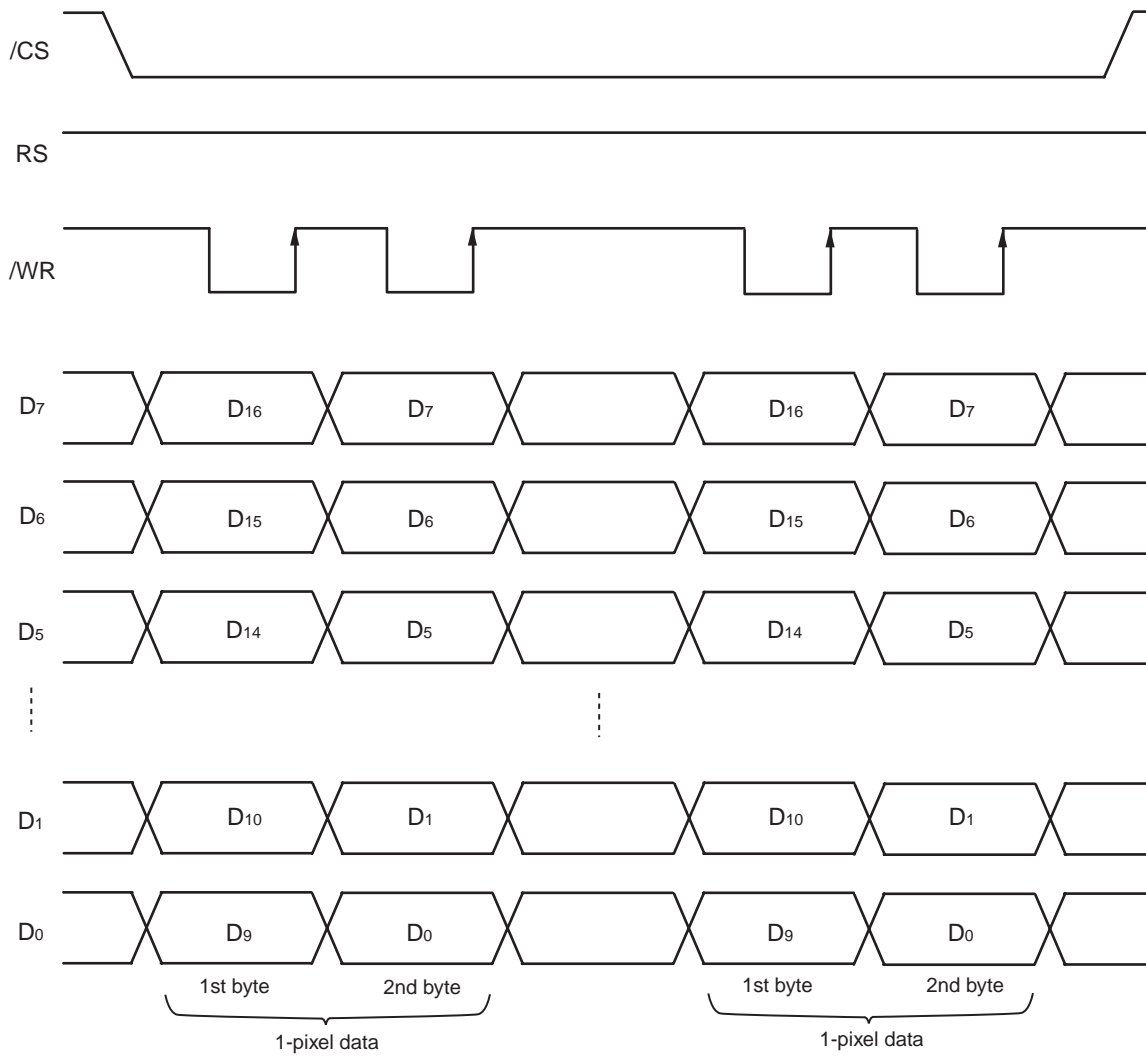 /CS
RS
/WR
D7 D16 D7 D16 D7
D6 D15 D6 D15 D6
D5 D14 D5 D14 D5
D1 D10 D1 D10 D1
D0 D9 D0 D9 D0
1st byte 2nd byte 1st byte 2nd byte
1-pixel data 1-pixel data